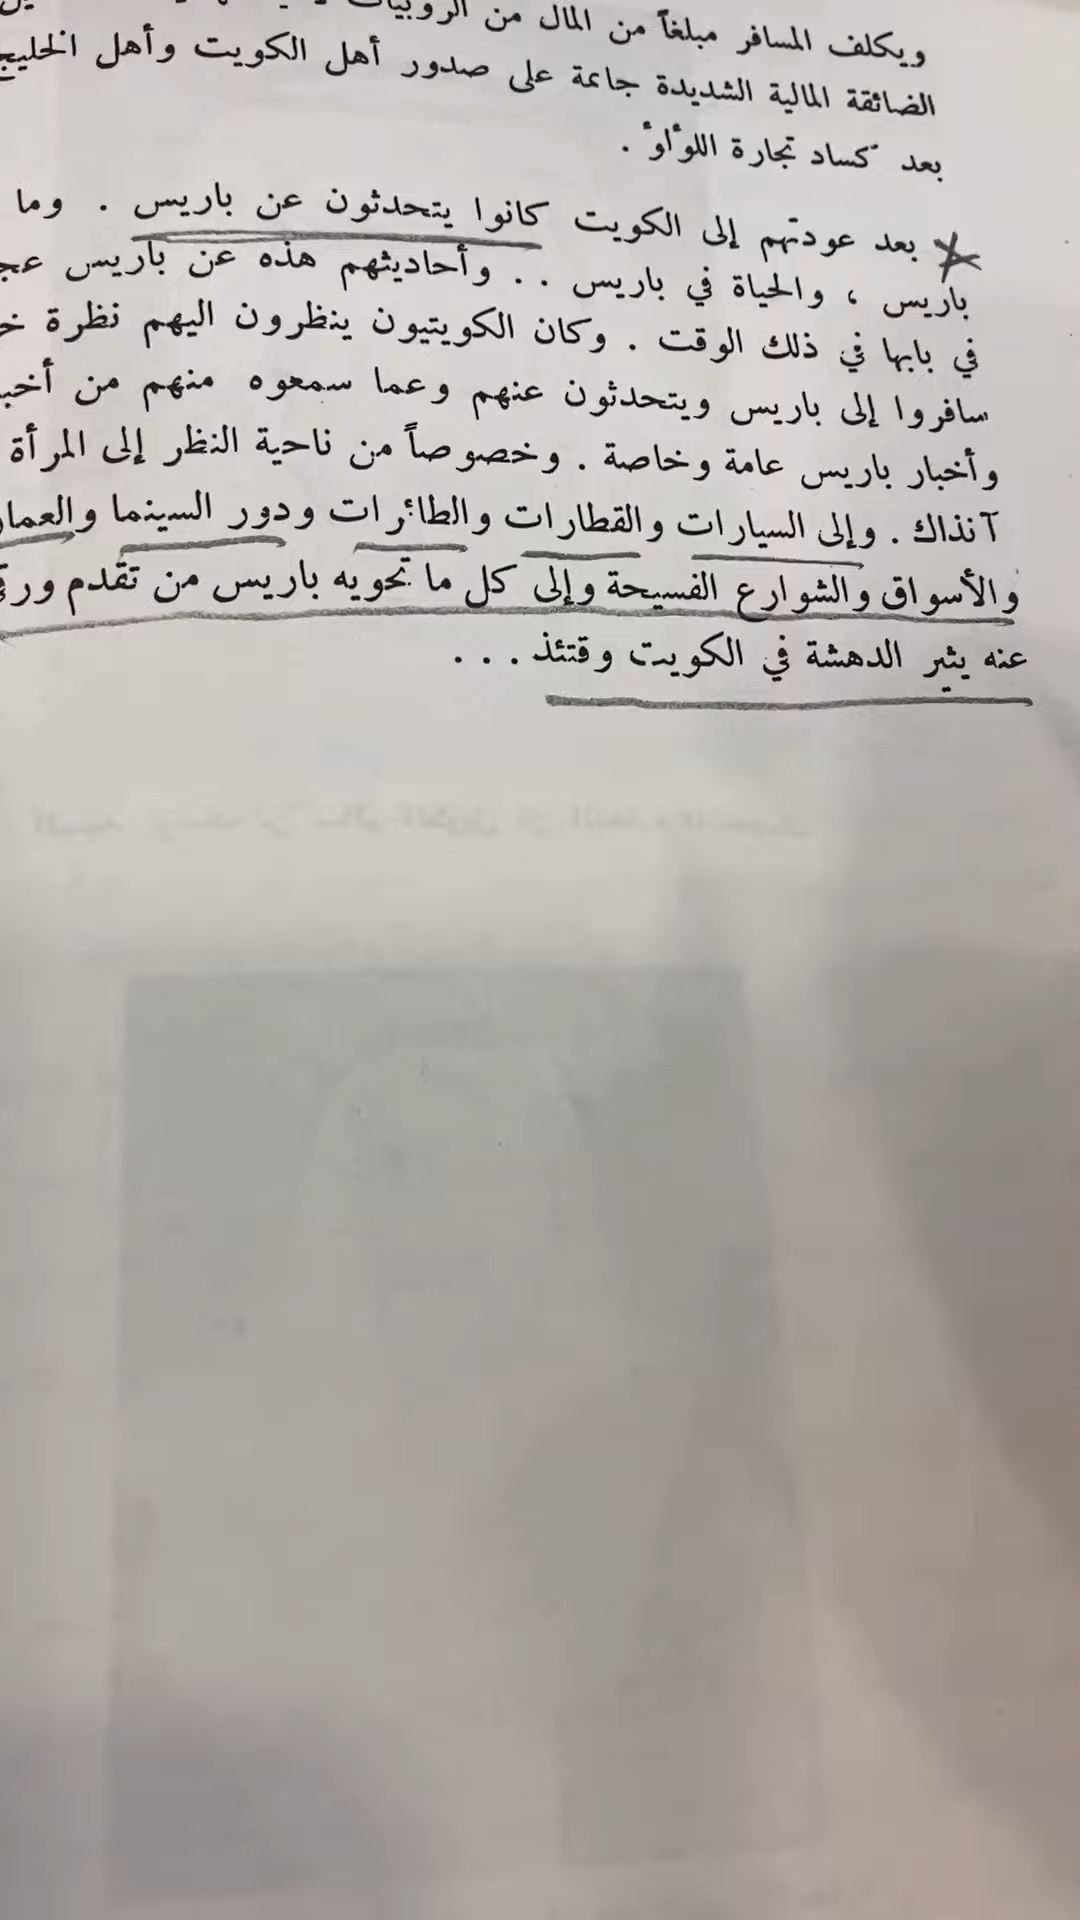 ويكلف المسافر مبلغاً من المال من الروبيات
الضائقة المالية الشديدة جاثمة على صدور أهل الكويت وأهل الخليج
بعد كساد تجارة اللؤلؤ .
بعد عودتهم إلى الكويت كانوا يتحدثون عن باريس . وما
باريس ، والحياة في باريس . . وأحاديثهم هذه عن باريس
في بابها في ذلك الوقت . وكان الكويتيون ينظرون اليهم نظرة
سافروا إلى باريس ويتحدثون عنهم وعما سمعوه منهم من
وأخبار باريس عامة وخاصة . وخصوصاً من ناحية النظر إلى المرأة
آنذاك . وإلى السيارات والقطارات والطائرات ودور السينما
والأسواق والشوارع الفسيحة وإلى كل ما تحويه باريس من تقدم
عنه يثير الدهشة في الكويت وقتئذ . . .